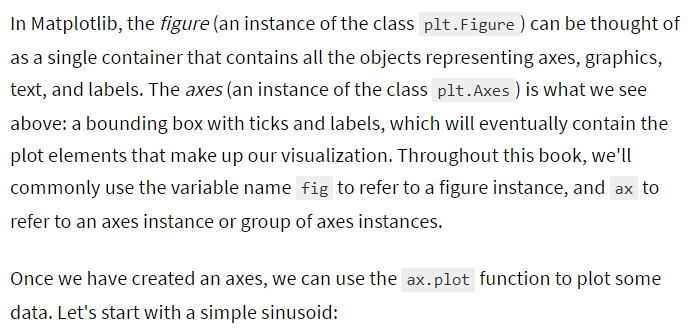 In Matplotlib, the figure (an instance of the class plt.Figure ) can be thought of
as a single container that contains all the objects representing axes, graphics,
text, and labels. The axes (an instance of the class plt.Axes ) is what we see
above: a bounding box with ticks and labels, which will eventually contain the
plot elements that make up our visualization. Throughout this book, we'll
commonly use the variable name fig to refer to a figure instance, and ax to
refer to an axes instance or group of axes instances.
Once we have created an axes, we can use the ax.plot function to plot some
data. Let's start with a simple sinusoid: